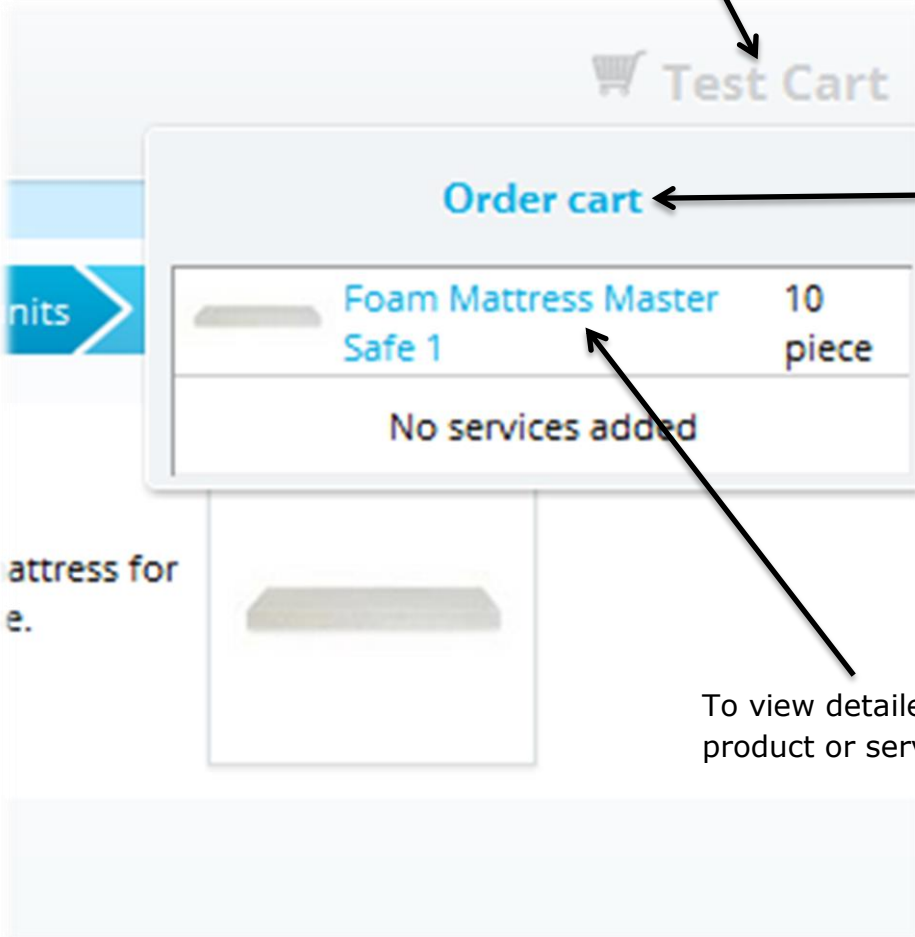 Test Cart
Order cart
nits
Foam Mattress Master
Safe 1
10
piece
No services added
attress for
e.
To view detaile
product or serv